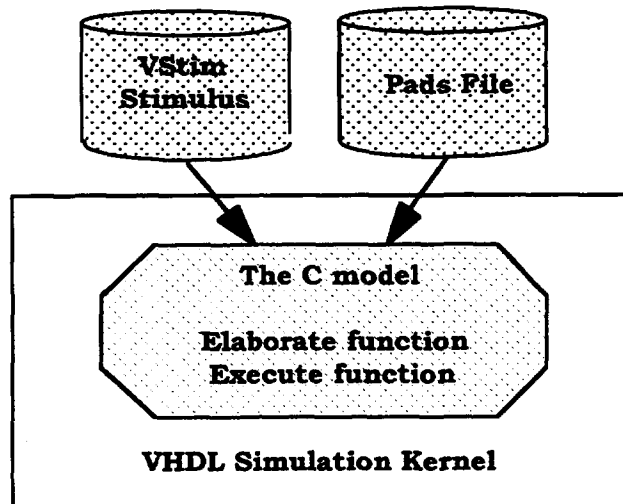 VStim
Stimulus
Pads File
The C model
Elaborate function
Execute function
VHDL Simulation Kernel